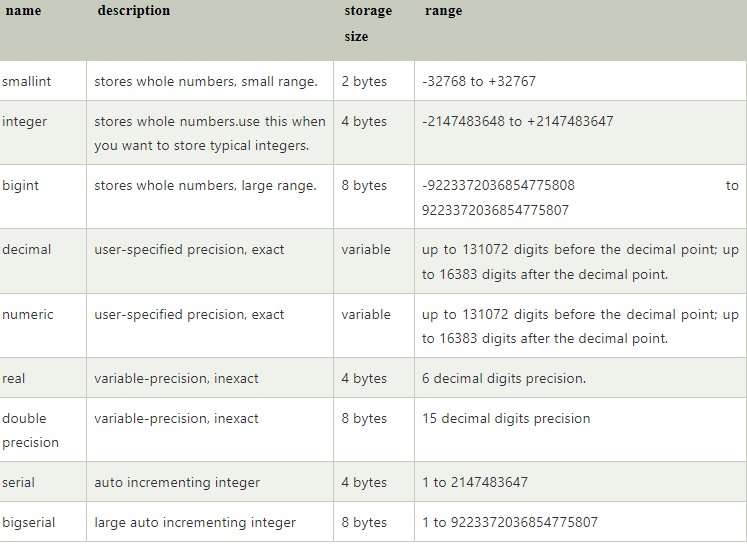 name description storage size range
smallint stores whole numbers, small range. 2 bytes -32768 to +32767
integer stores whole numbers.use this when 4 bytes -2147483648 to +2147483647
you want to store typical integers.
bigint stores whole numbers, large range. 8 bytes -9223372036854775808 to
9223372036854775807
decimal user-specified precision, exact variable up to 131072 digits before the decimal point; up
to 16383 digits after the decimal point.
numeric user-specified precision, exact variable up to 131072 digits before the decimal point; up
to 16383 digits after the decimal point.
real variable-precision, inexact 4 bytes 6 decimal digits precision.
double variable-precision, inexact 8 bytes 15 decimal digits precision
precision
serial auto incrementing integer 4 bytes 1 to 2147483647
bigserial large auto incrementing integer 8 bytes 1 to 9223372036854775807